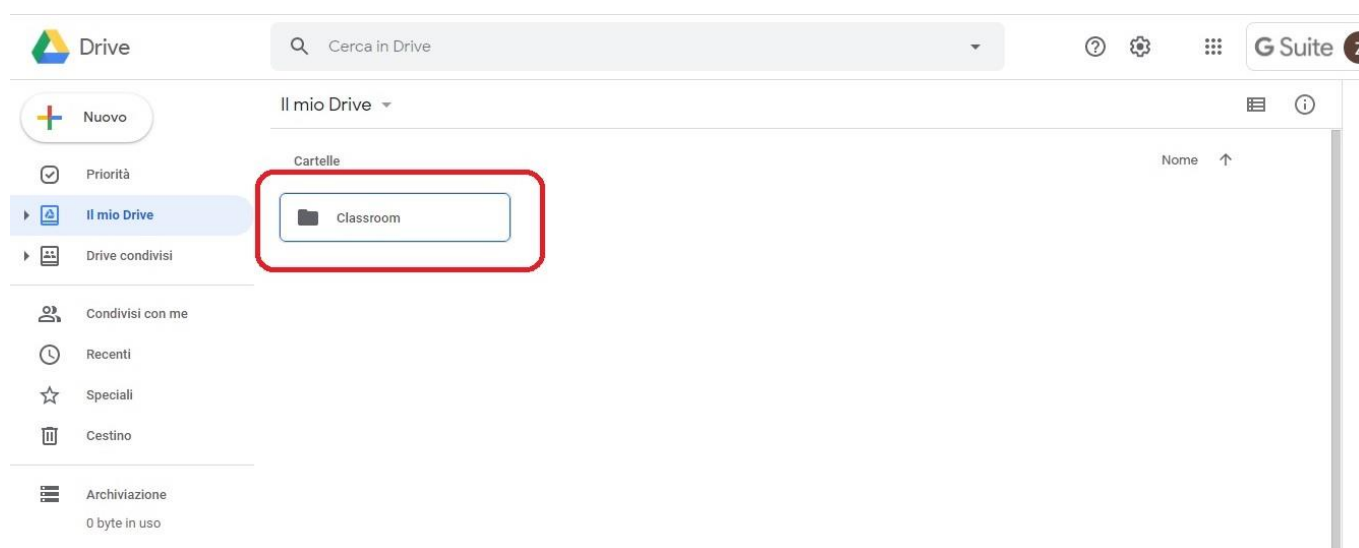 Drive
Cerca in Drive
G Suite
Nuovo
Il mio Drive
Cartelle
Nome
Priorità
Il mio Drive
Classroom
Drive condivisi
Condivisi con me
Recenti
Speciali
Cestino
Archiviazione
0 byte in uso